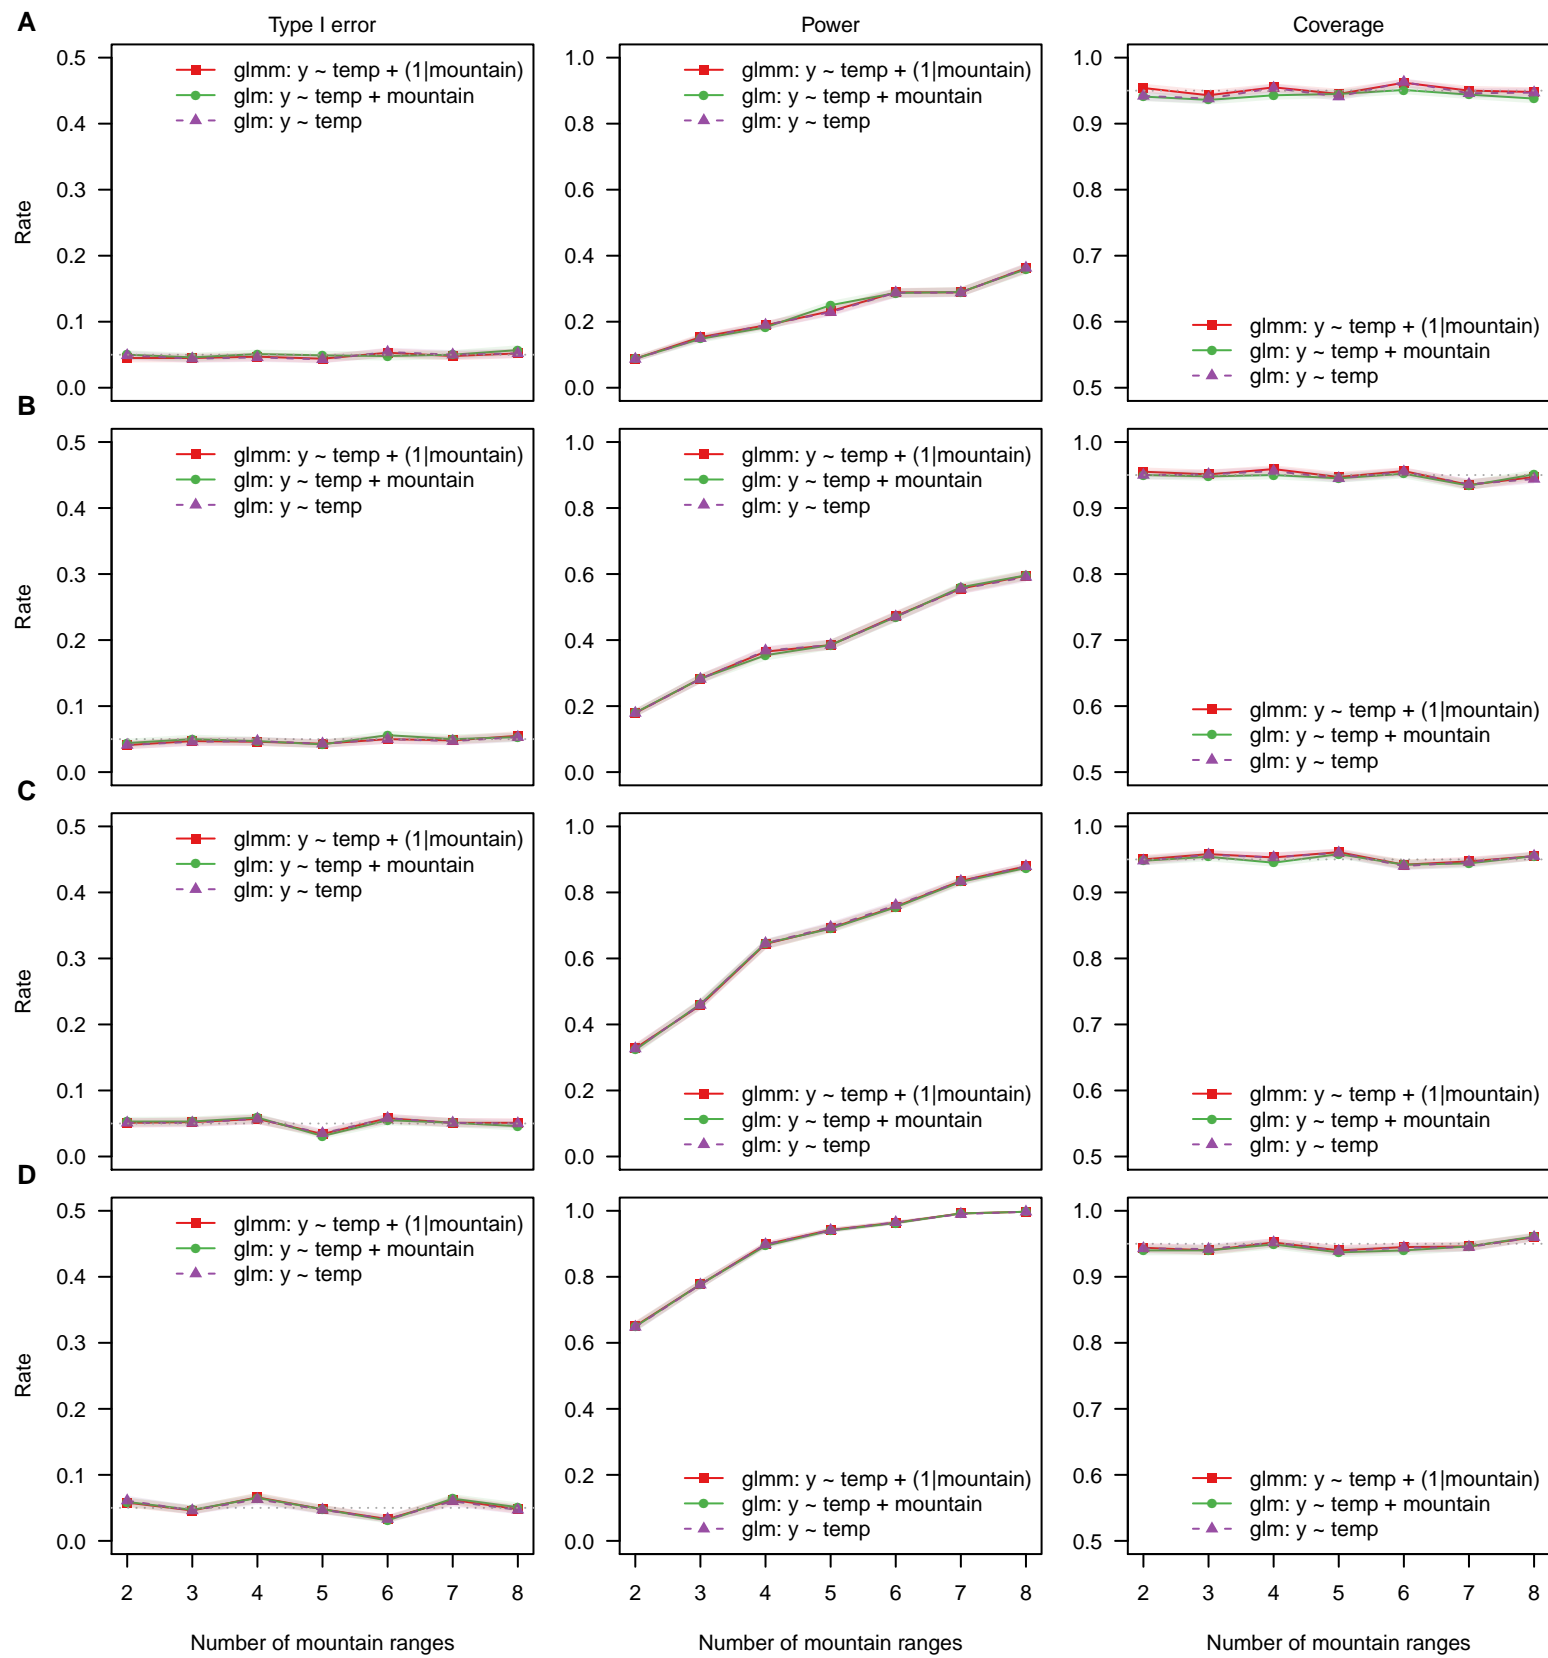 A
Type I error
Power
Coverage
0.5
0.4
0.3
0.2
0.1
0.0
Rate
glmm: y ~ temp + (1|mountain)
glm: y ~ temp + mountain
glm: y ~ temp
1.0
0.8
0.6
0.4
0.2
0.0
glmm: y ~ temp + (1|mountain)
glm: y ~ temp + mountain
glm: y ~ temp
1.0
0.9
0.8
0.7
0.6
0.5
glmm: y ~ temp + (1|mountain)
glm: y ~ temp + mountain
glm: y ~ temp
B
0.5
0.4
0.3
0.2
0.1
0.0
Rate
glmm: y ~ temp + (1|mountain)
glm: y ~ temp + mountain
glm: y ~ temp
1.0
0.8
0.6
0.4
0.2
0.0
glmm: y ~ temp + (1|mountain)
glm: y ~ temp + mountain
glm: y ~ temp
1.0
0.9
0.8
0.7
0.6
0.5
glmm: y ~ temp + (1|mountain)
glm: y ~ temp + mountain
glm: y ~ temp
C
0.5
0.4
0.3
0.2
0.1
0.0
Rate
glmm: y ~ temp + (1|mountain)
glm: y ~ temp + mountain
glm: y ~ temp
1.0
0.8
0.6
0.4
0.2
0.0
glmm: y ~ temp + (1|mountain)
glm: y ~ temp + mountain
glm: y ~ temp
1.0
0.9
0.8
0.7
0.6
0.5
glmm: y ~ temp + (1|mountain)
glm: y ~ temp + mountain
glm: y ~ temp
D
0.5
0.4
0.3
0.2
0.1
0.0
Rate
glmm: y ~ temp + (1|mountain)
glm: y ~ temp + mountain
glm: y ~ temp
1.0
0.8
0.6
0.4
0.2
0.0
glmm: y ~ temp + (1|mountain)
glm: y ~ temp + mountain
glm: y ~ temp
1.0
0.9
0.8
0.7
0.6
0.5
glmm: y ~ temp + (1|mountain)
glm: y ~ temp + mountain
glm: y ~ temp
2 3 4 5 6 7 8
2 3 4 5 6 7 8
2 3 4 5 6 7 8
Number of mountain ranges
Number of mountain ranges
Number of mountain ranges